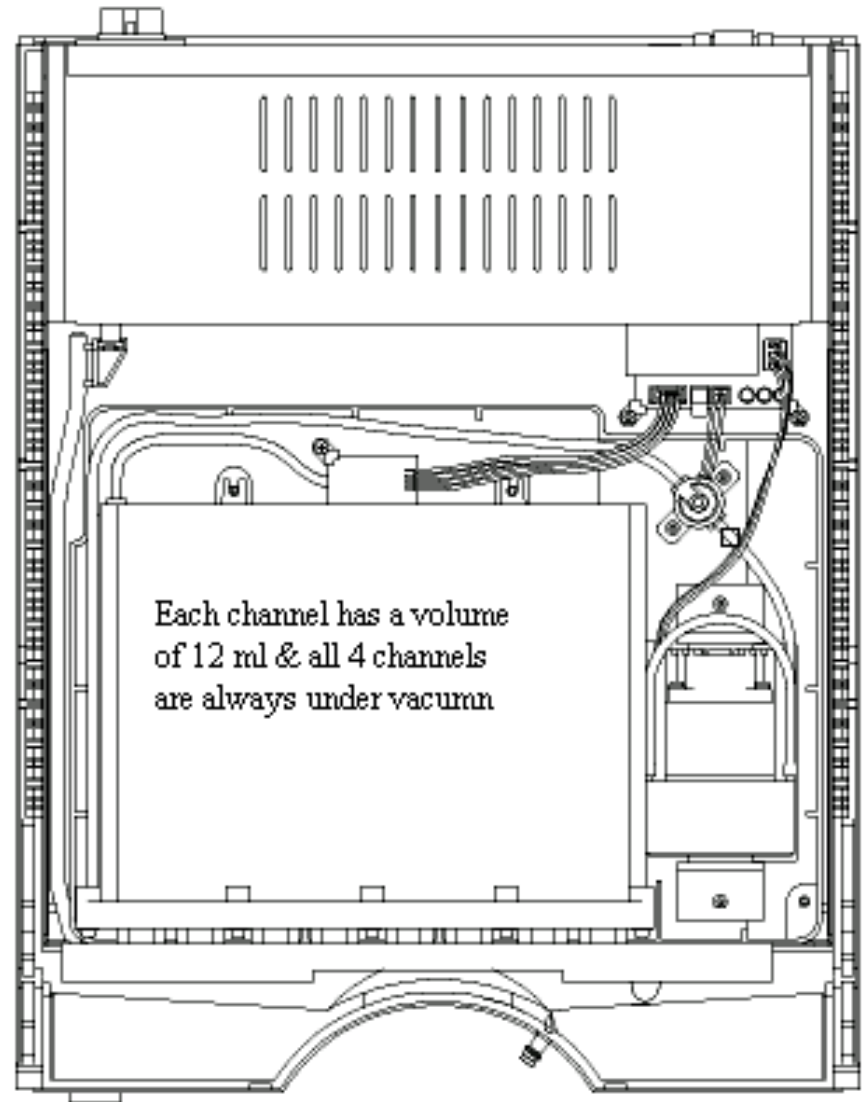 Each channel has a volume
of 12 ml & all 4 channels
are always under vacumn